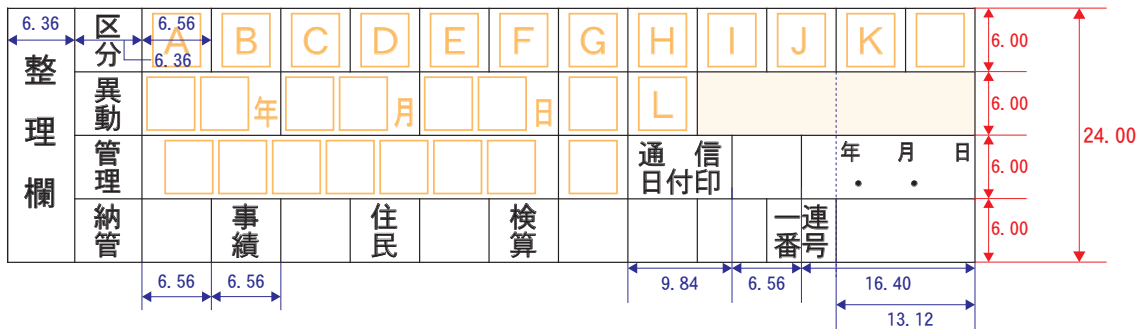 6.36
6.56
6.36
整理欄
区分
A B C D E F G H I J K
異動
年 月 日
L
管理
通信
日付印
年 月 日
・ ・
納管
事績
住民
検算
一連
番号
6.00
6.00
6.00
6.00
24.00
6.56
6.56
9.84
6.56
16.40
13.12